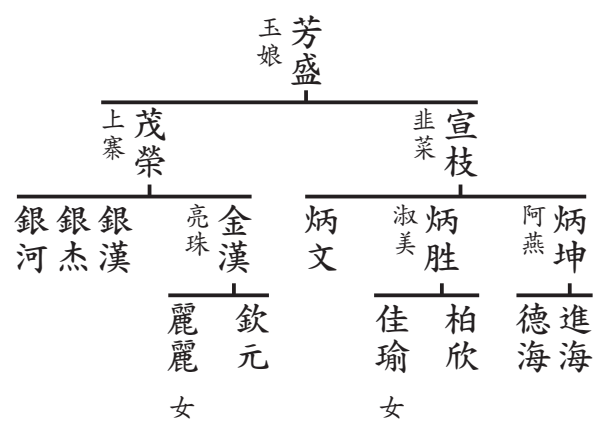 芳盛
玉娘
宣枝
韭菜
茂榮
上寨
炳坤
阿燕
炳胜
淑美
炳文
金漢
亮珠
銀漢
銀杰
銀河
進海
德海
柏欣
佳瑜 女
欽元
麗麗 女